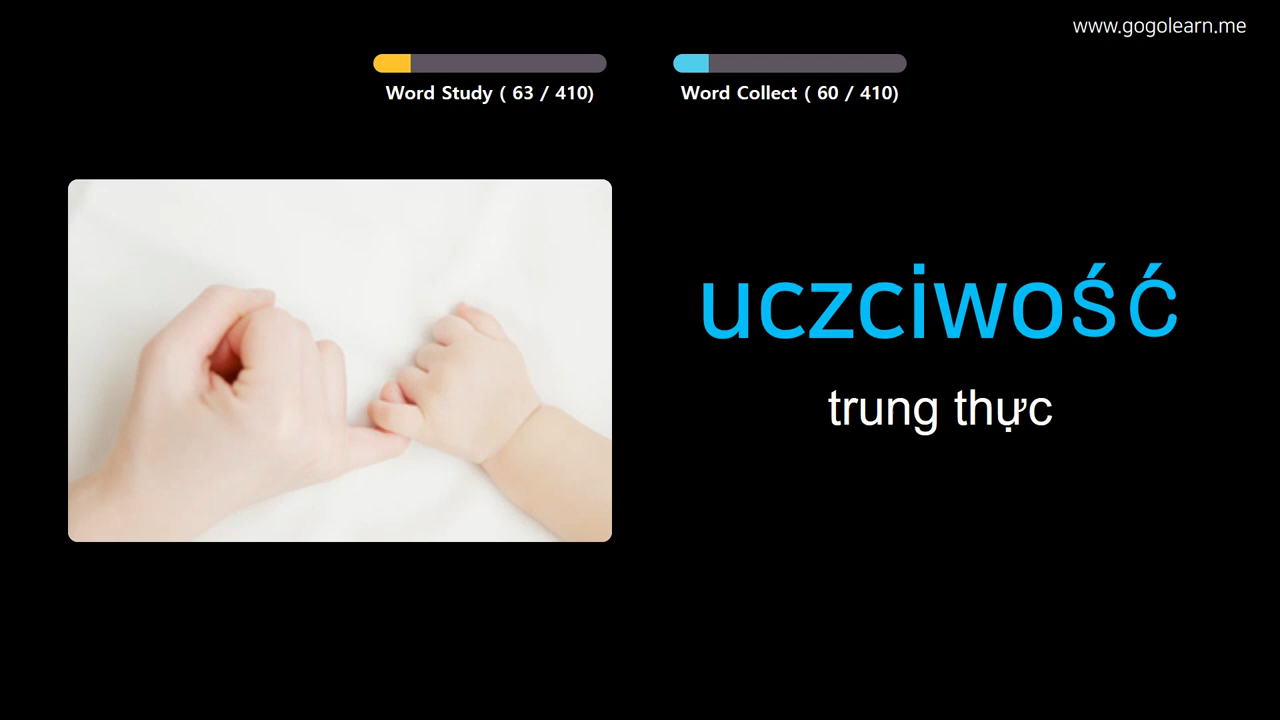 www.gogolearn.me
Word Study ( 63 / 410)
Word Collect ( 60 / 410)
uczciwość
trung thực